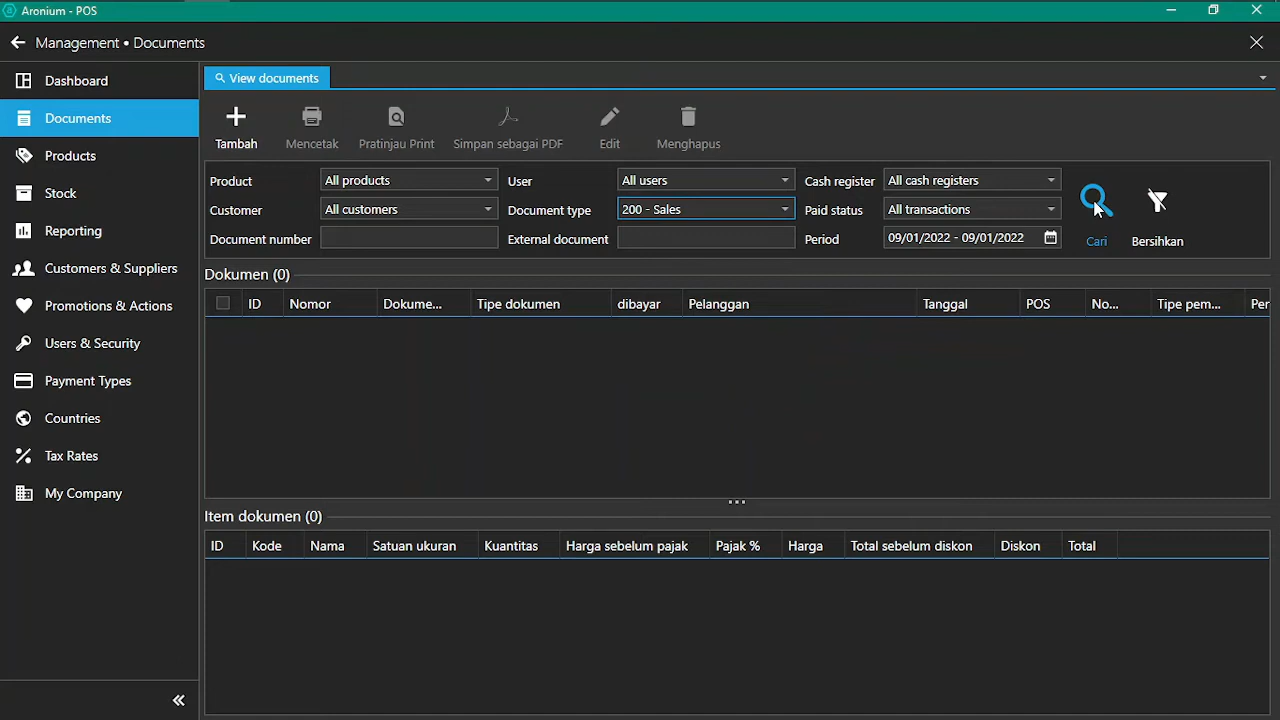 Aronium - POS
Management • Documents
Dashboard
Documents
Products
Stock
Reporting
Customers & Suppliers
Promotions & Actions
Users & Security
Payment Types
Countries
Tax Rates
My Company
View documents
Tambah
Mencetak
Pratinjau Print
Simpan sebagai PDF
Edit
Menghapus
Product All products User All users Cash register All cash registers
Customer All customers Document type 200 - Sales Paid status All transactions
Document number External document Period 09/01/2022 - 09/01/2022
Cari
Bersihkan
Dokumen (0)
ID Nomor Dokume... Tipe dokumen dibayar Pelanggan Tanggal POS No... Tipe pem... Per
Item dokumen (0)
ID Kode Nama Satuan ukuran Kuantitas Harga sebelum pajak Pajak % Harga Total sebelum diskon Diskon Total